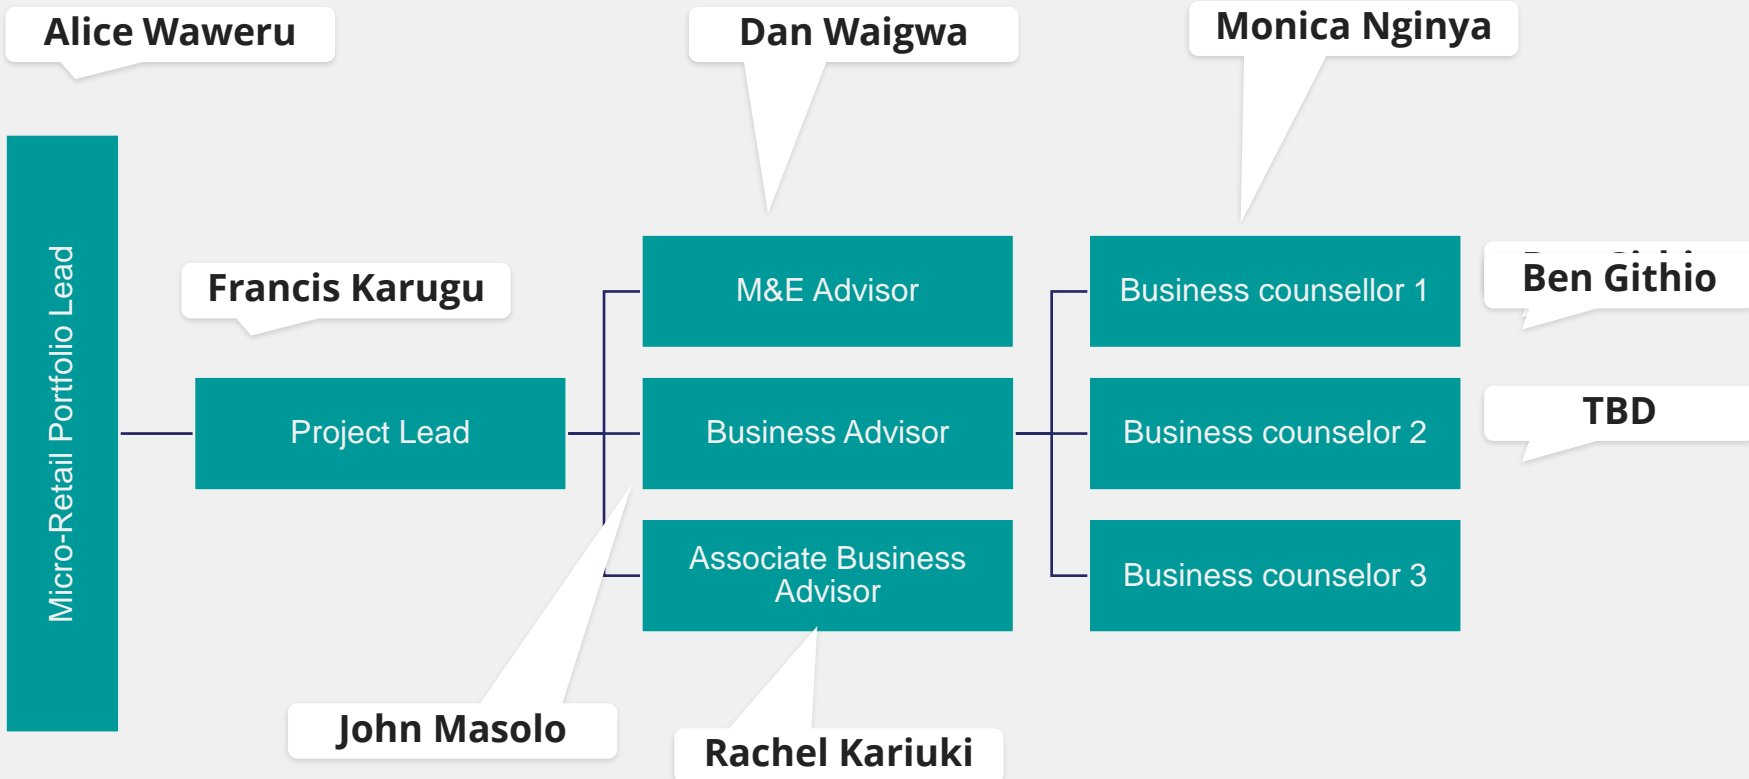 Alice Waweru
Dan Waigwa
Monica Nginya
Micro-Retail Portfolio Lead
Francis Karugu
M&E Advisor
Business counsellor 1
Ben Githio
Project Lead
Business Advisor
Business counselor 2
TBD
Associate Business
Advisor
Business counselor 3
John Masolo
Rachel Kariuki